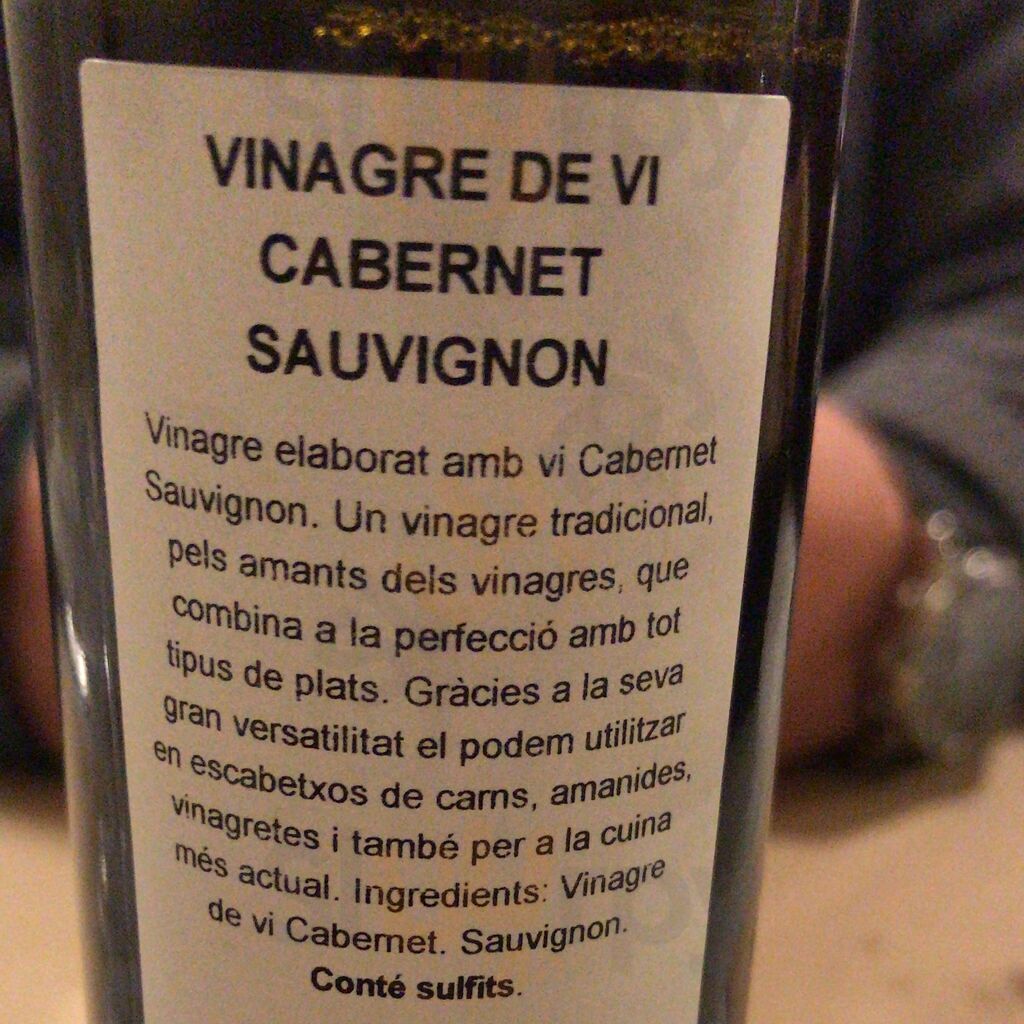 VINAGRE DE VI
CABERNET
SAUVIGNON
Vinagre elaborat amb vi Cabernet
Sauvignon. Un vinagre tradicional,
pels amants dels vinagres, que
combina a la perfecció amb tot
tipus de plats. Gràcies a la seva
gran versatilitat el podem utilitzar
en escabetxos de carns, amanides,
vinagretes i també per a la cuina
més actual. Ingredients: Vinagre
de vi Cabernet. Sauvignon.
Conté sulfits.